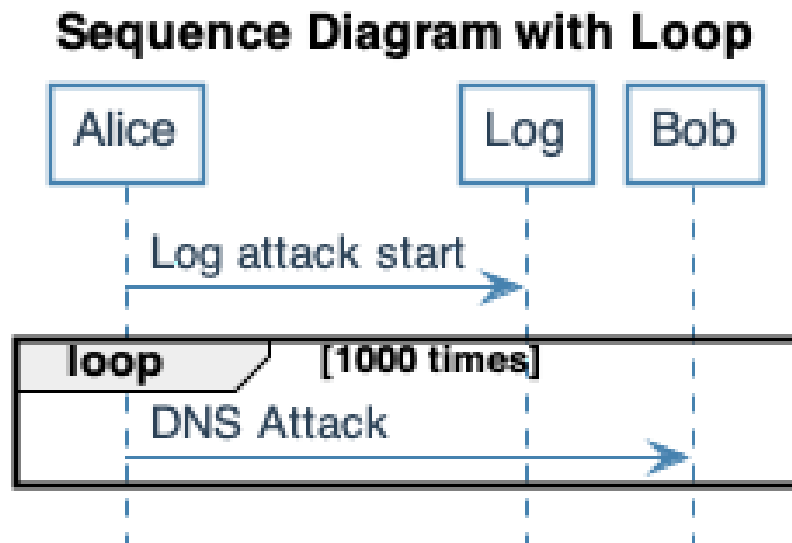 Sequence Diagram with Loop
Alice Log Bob
Log attack start
loop [1000 times]
DNS Attack